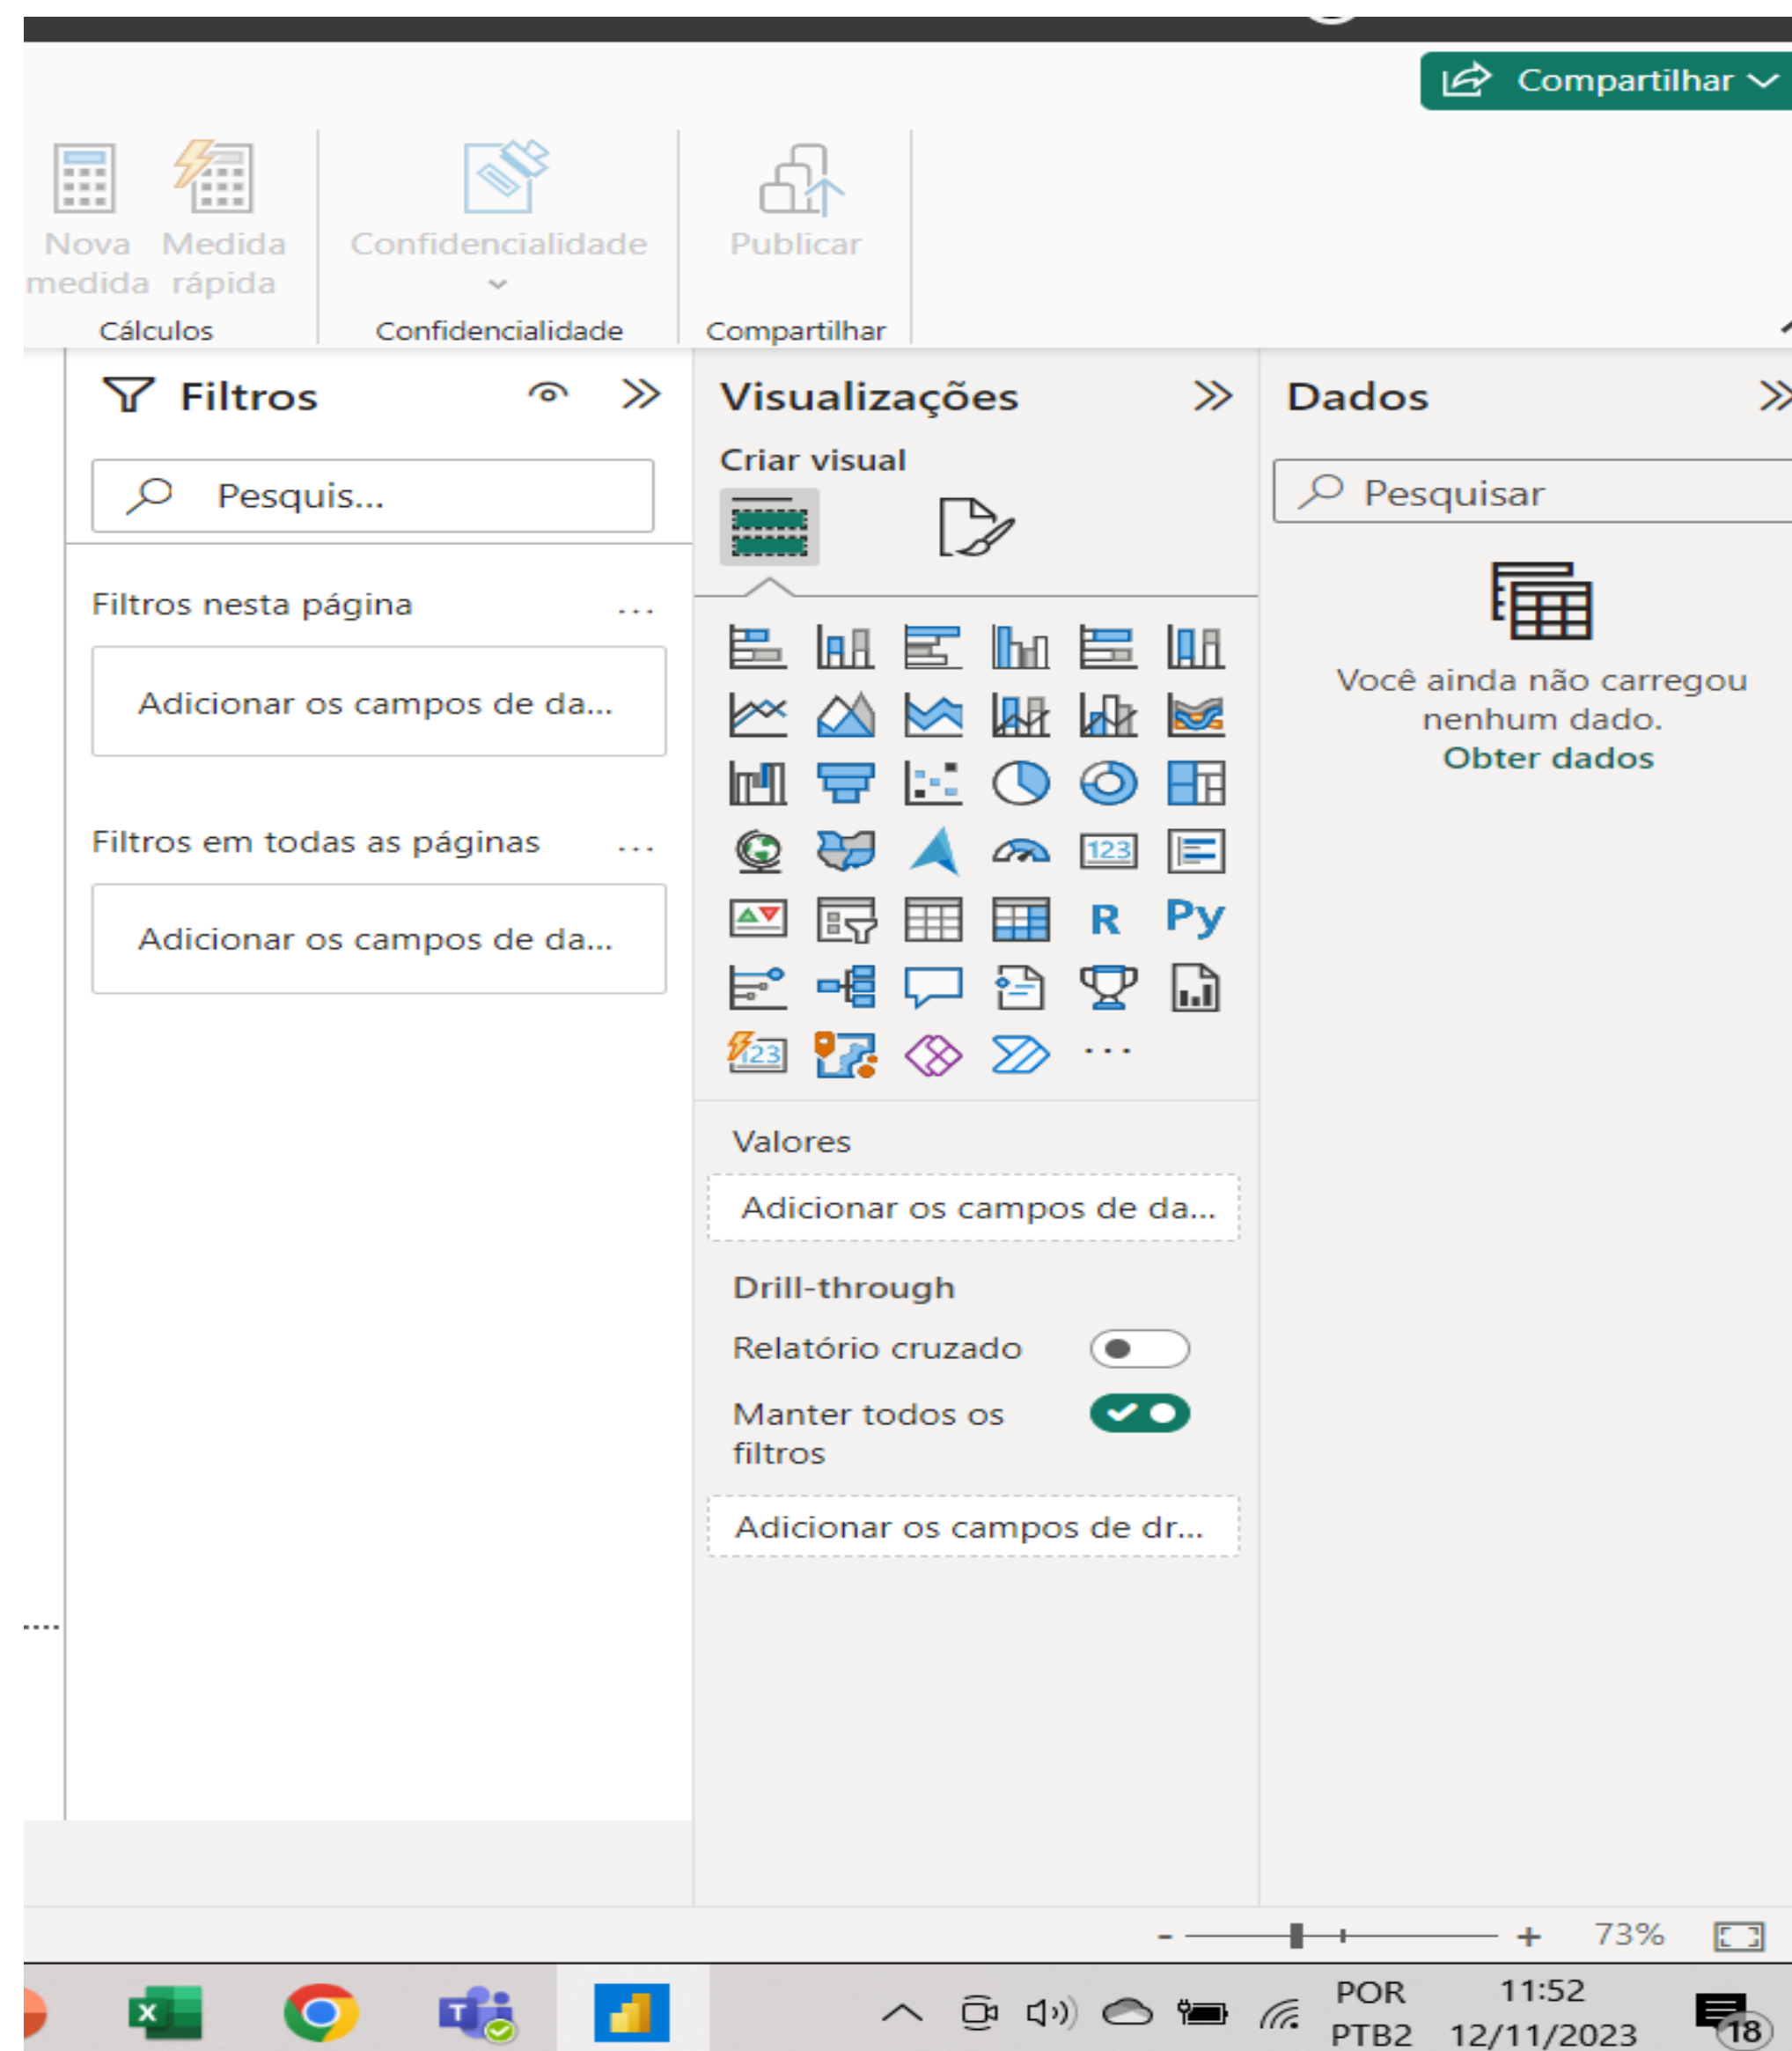 Compartilhar
Nova
medida
Medida
rápida
Cálculos
Confidencialidade
Confidencialidade
Publicar
Compartilhar
Filtros
Pesquis...
Filtros nesta página
...
Adicionar os campos de da...
Filtros em todas as páginas
...
Adicionar os campos de da...
Visualizações
Criar visual
123
R
Py
123
...
Valores
Adicionar os campos de da...
Drill-through
Relatório cruzado
Manter todos os
filtros
Adicionar os campos de dr...
Dados
Pesquisar
Você ainda não carregou
nenhum dado.
Obter dados
- + 73%
POR
PTB2
11:52
12/11/2023
18